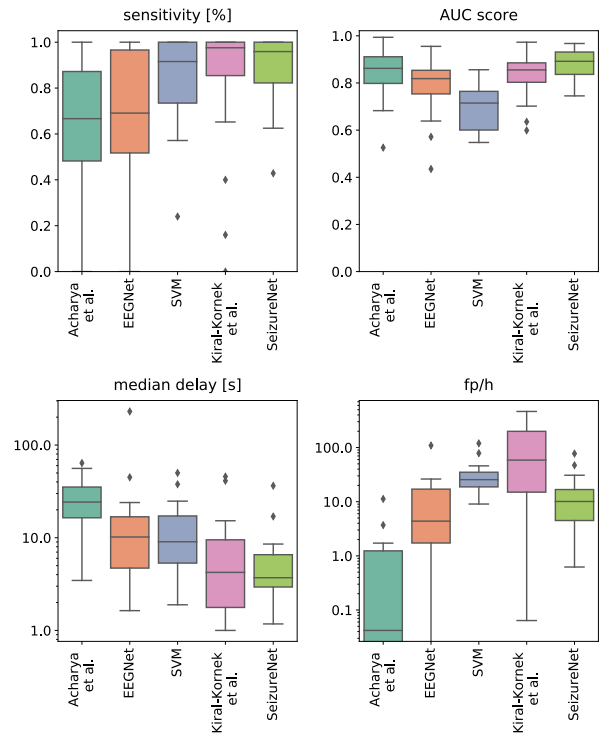 sensitivity [%]
1.0
0.8
0.6
0.4
0.2
0.0
Acharya
et al.
EEGNet
SVM
Kiral-Kornek
et al.
SeizureNet
AUC score
1.0
0.8
0.6
0.4
0.2
0.0
Acharya
et al.
EEGNet
SVM
Kiral-Kornek
et al.
SeizureNet
median delay [s]
100.0
10.0
1.0
Acharya
et al.
EEGNet
SVM
Kiral-Kornek
et al.
SeizureNet
fp/h
100.0
10.0
1.0
0.1
Acharya
et al.
EEGNet
SVM
Kiral-Kornek
et al.
SeizureNet